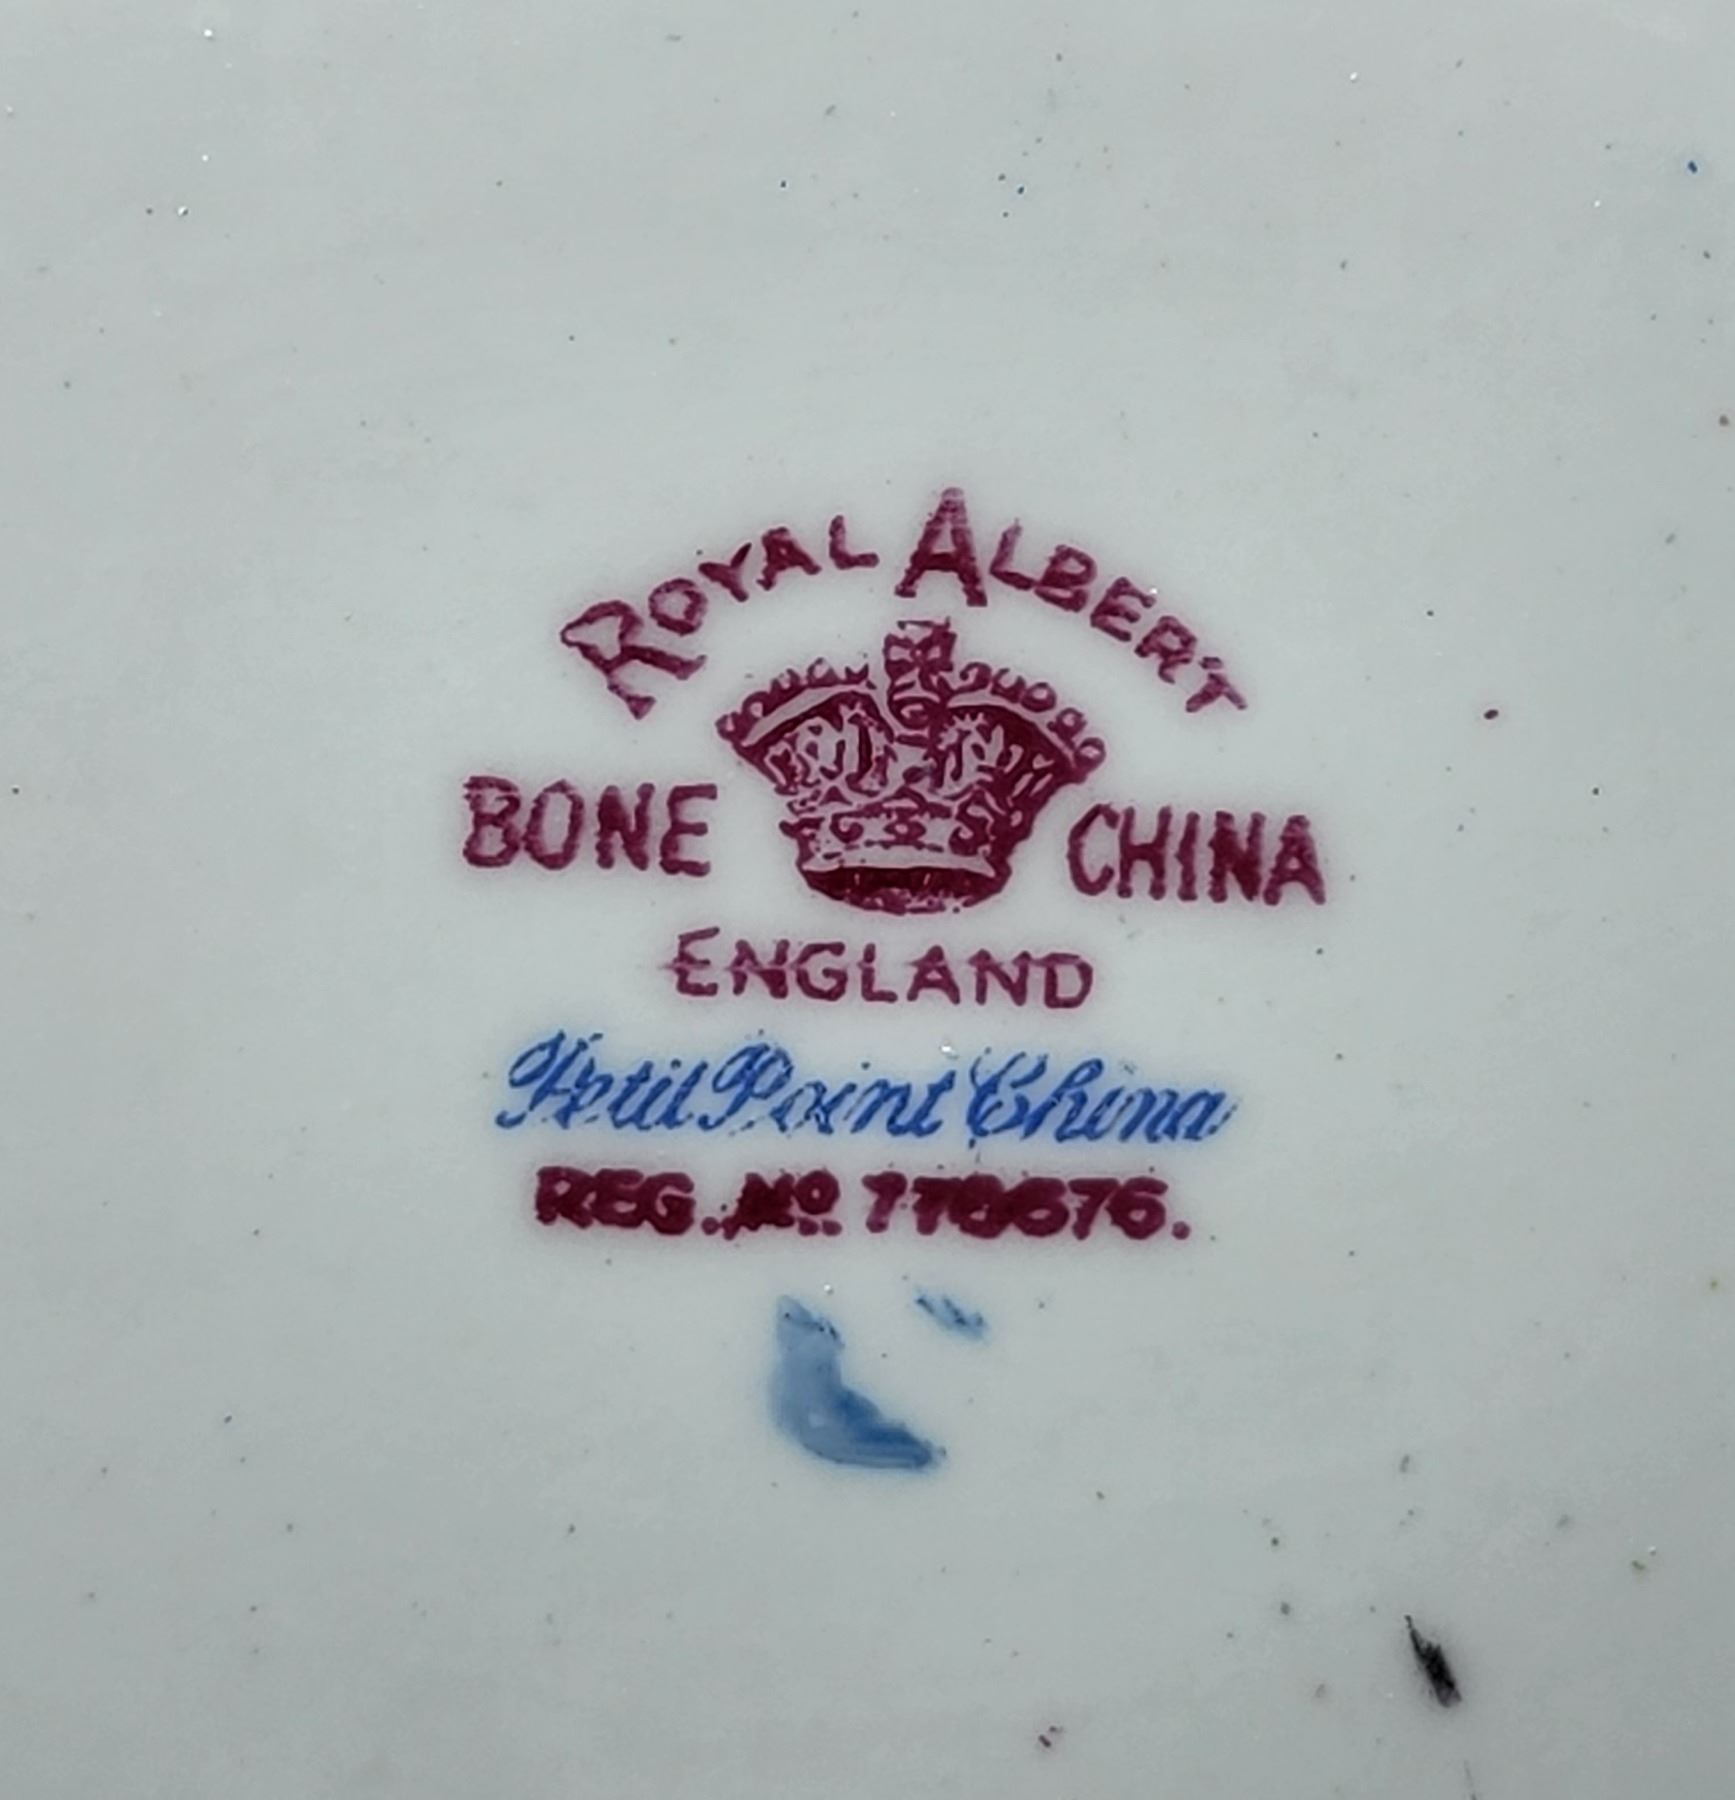 ROYAL ALBERT
BONE CHINA
ENGLAND
Petit Point China
REG. No 778676.